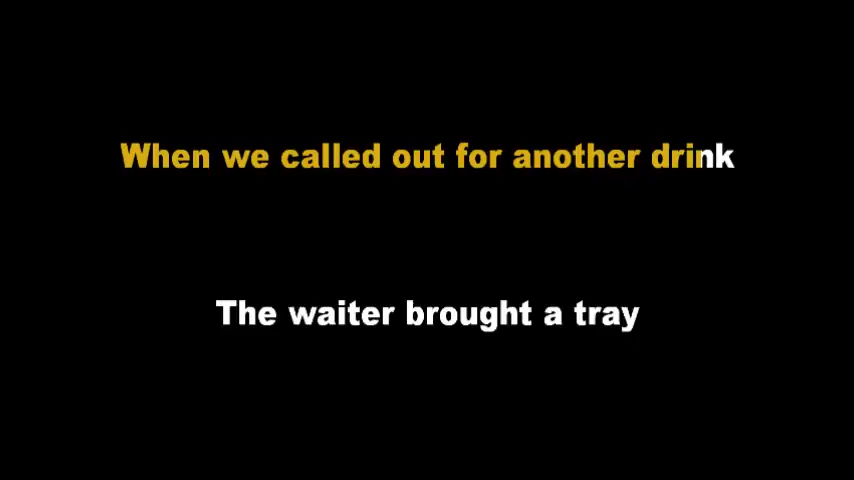 When we called out for another drink
The waiter brought a tray